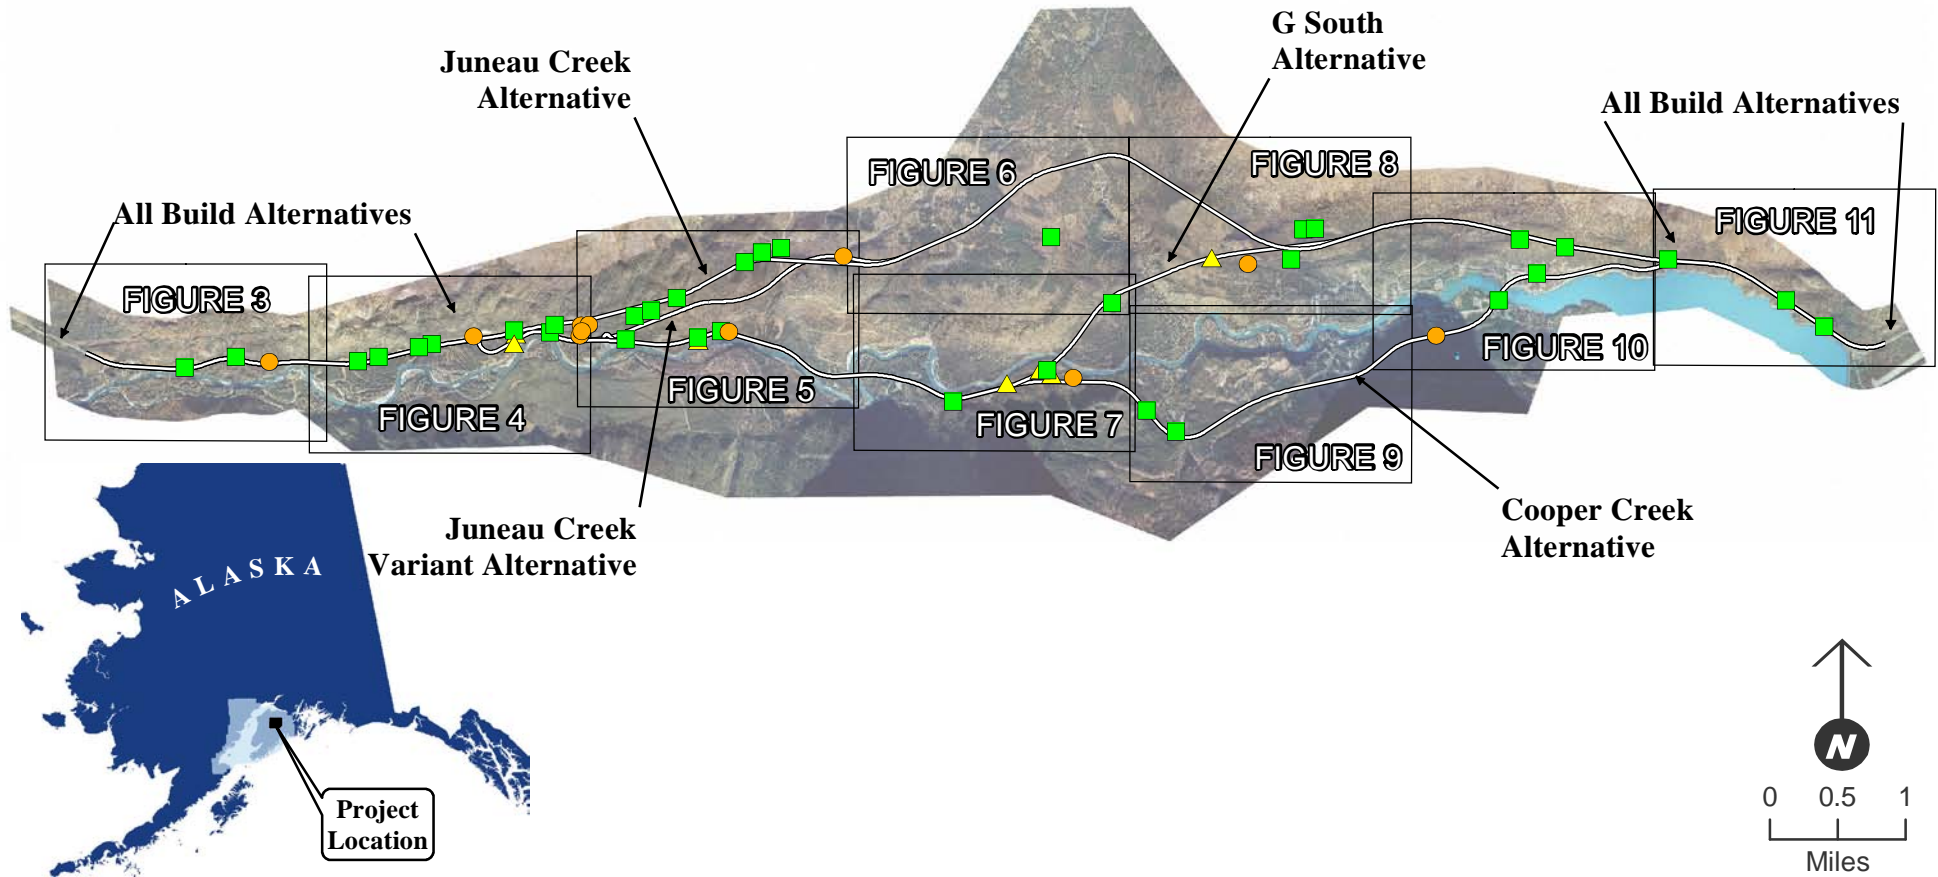 G South
Alternative
Juneau Creek
Alternative
All Build Alternatives
All Build Alternatives
FIGURE 6
FIGURE 8
FIGURE 11
FIGURE 3
FIGURE 10
FIGURE 5
FIGURE 4
FIGURE 7
FIGURE 9
Juneau Creek
Variant Alternative
Cooper Creek
Alternative
ALASKA
Project
Location
N
0 0.5 1
Miles